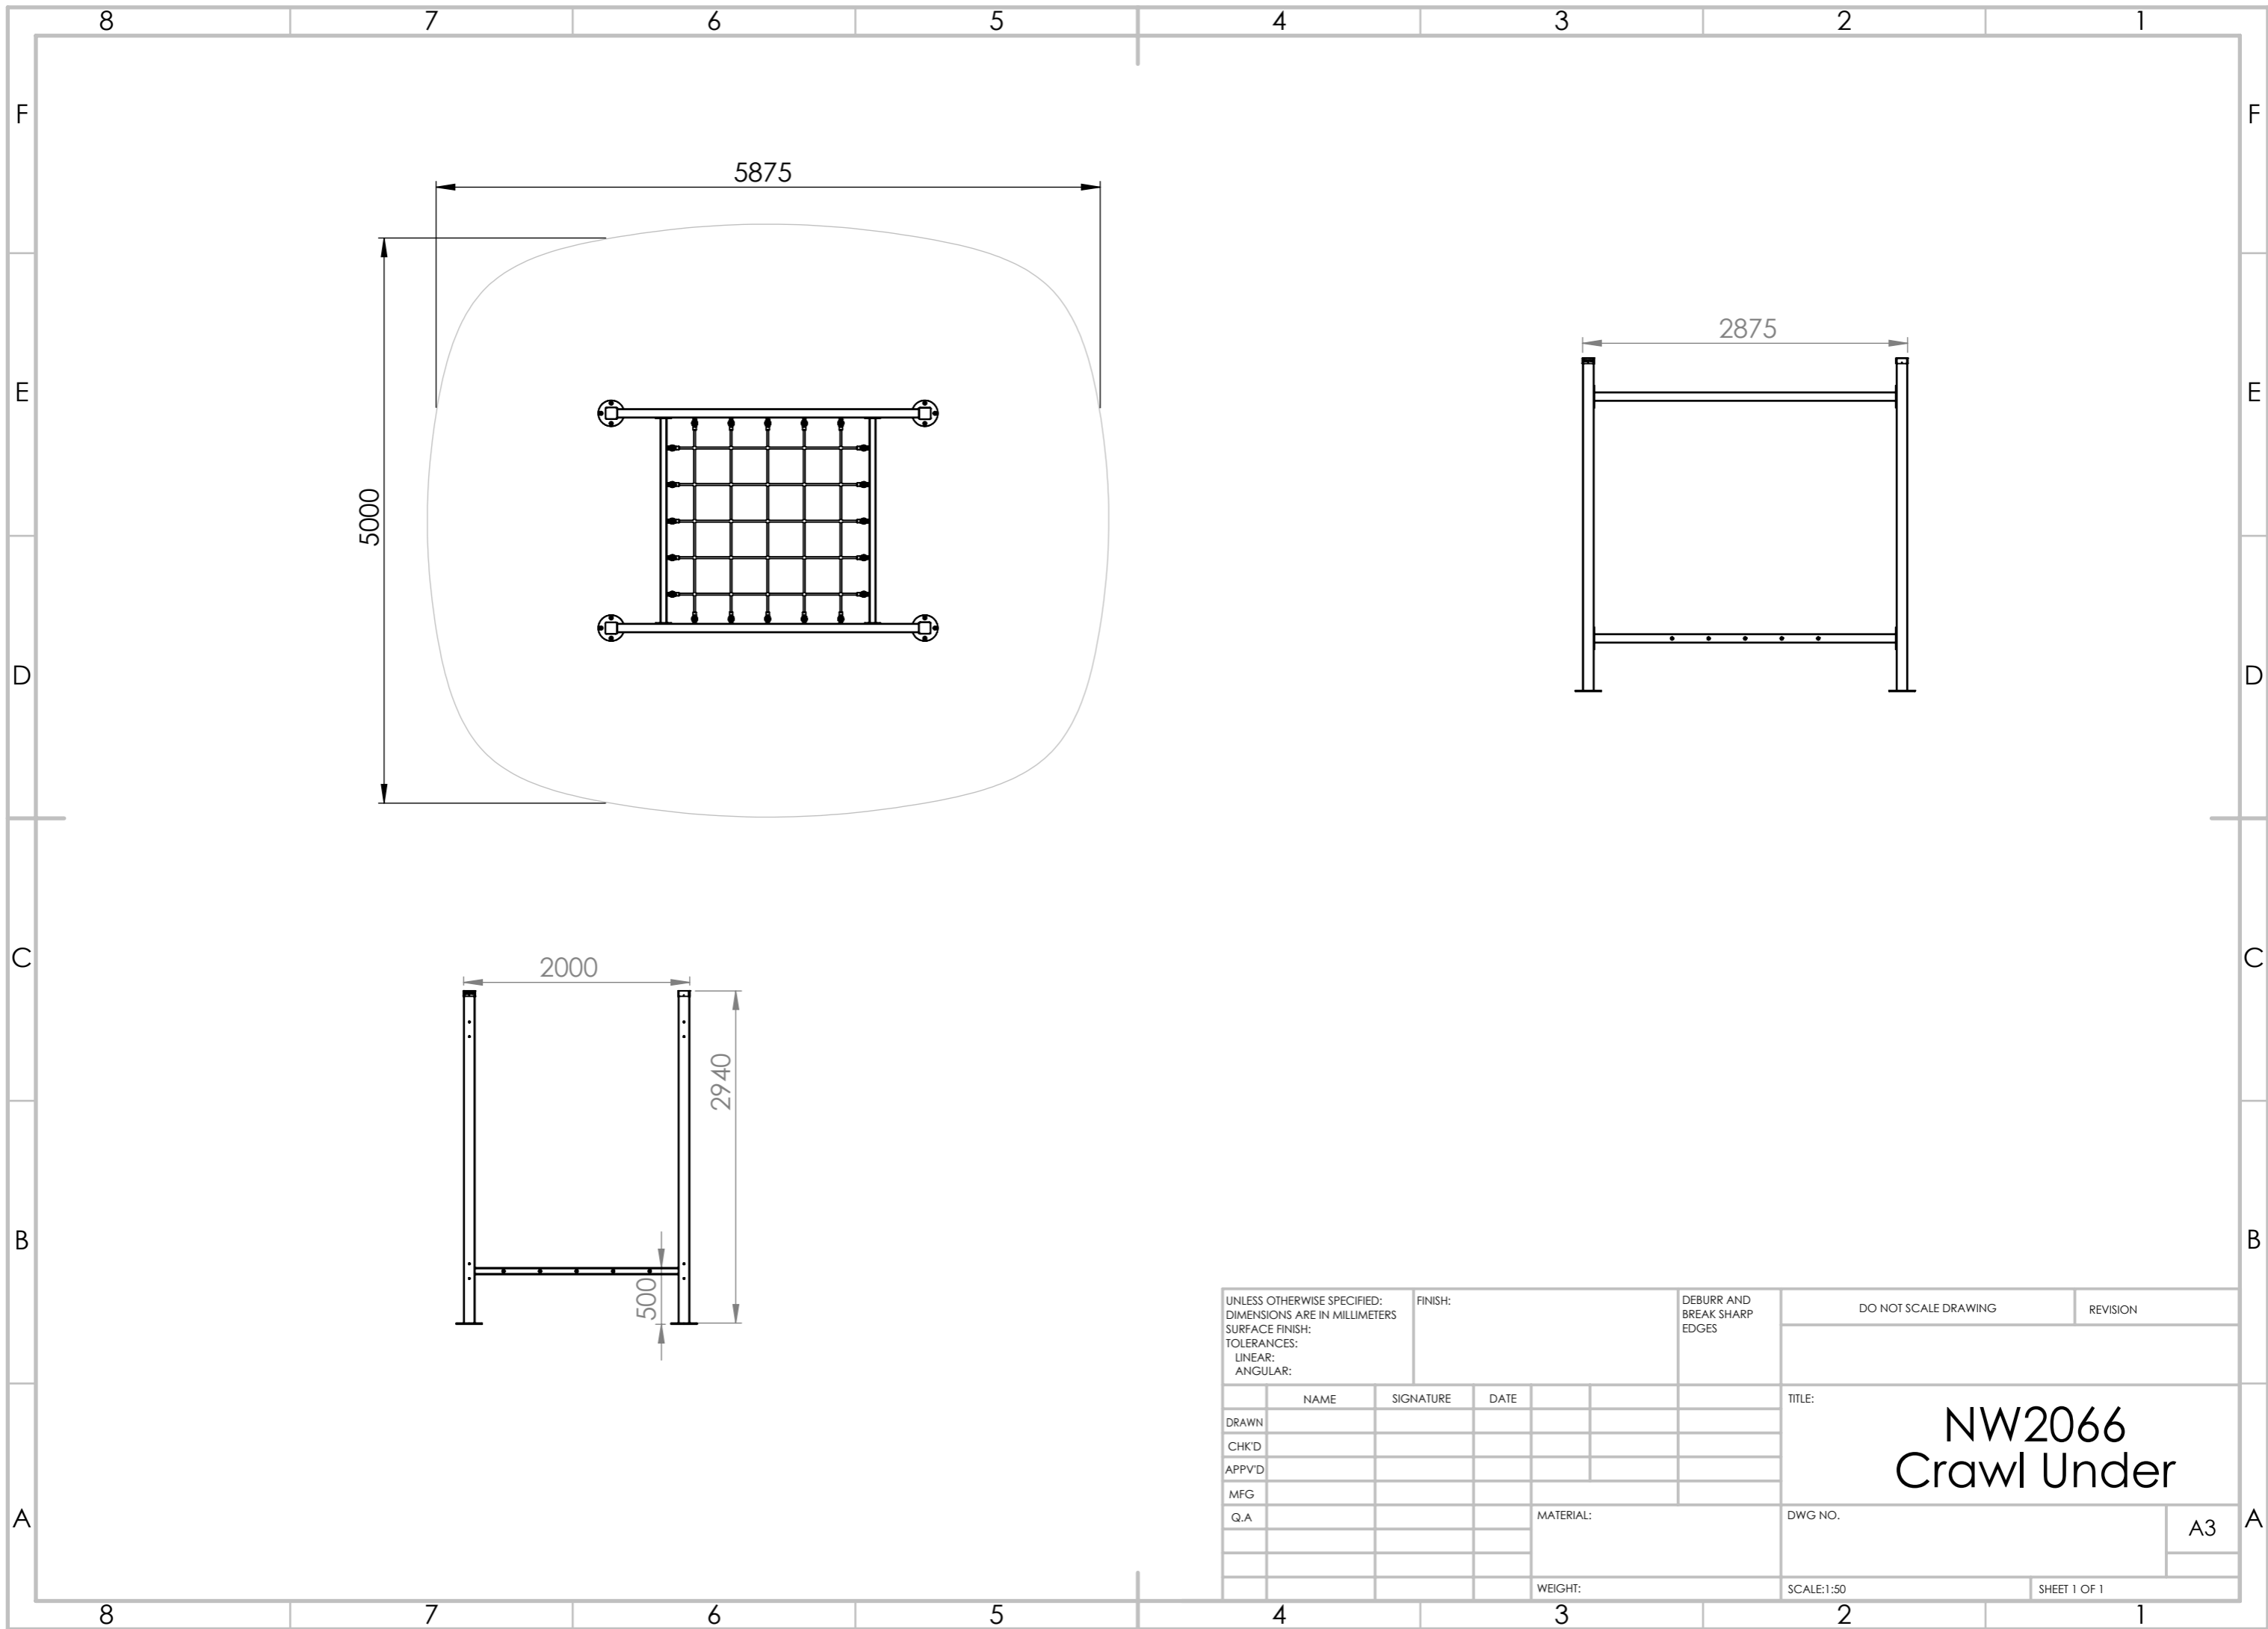 8 7 6 5 4 3 2 1
F F
5875
2875
E E
5000
D D
C C
2000
2940
B B
500
UNLESS OTHERWISE SPECIFIED:
DIMENSIONS ARE IN MILLIMETERS
SURFACE FINISH:
TOLERANCES:
LINEAR:
ANGULAR:
FINISH:
DEBURR AND
BREAK SHARP
EDGES
DO NOT SCALE DRAWING
REVISION
NAME SIGNATURE DATE
DRAWN
CHK'D
APPV'D
MFG
Q.A
TITLE:
NW2066
Crawl Under
MATERIAL:
DWG NO.
A3
A A
WEIGHT:
SCALE:1:50
SHEET 1 OF 1
8 7 6 5 4 3 2 1